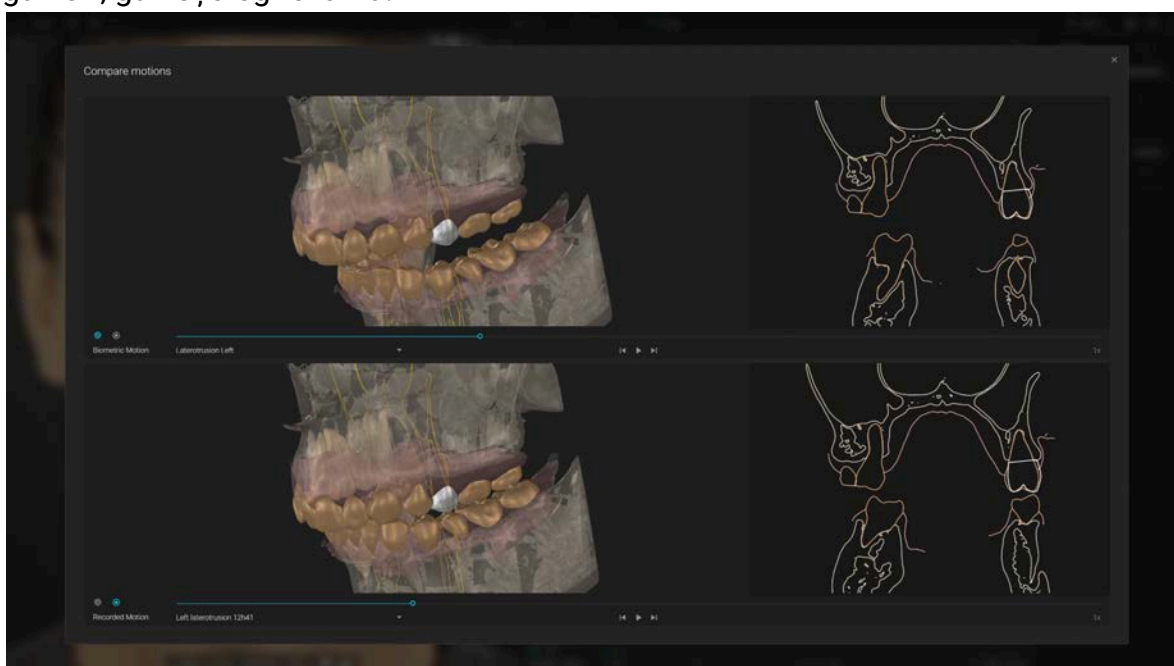 Compare motions
Biometric Motion
Laterotrusion Left
1x
Recorded Motion
Left laterotrusion 12h41
1x